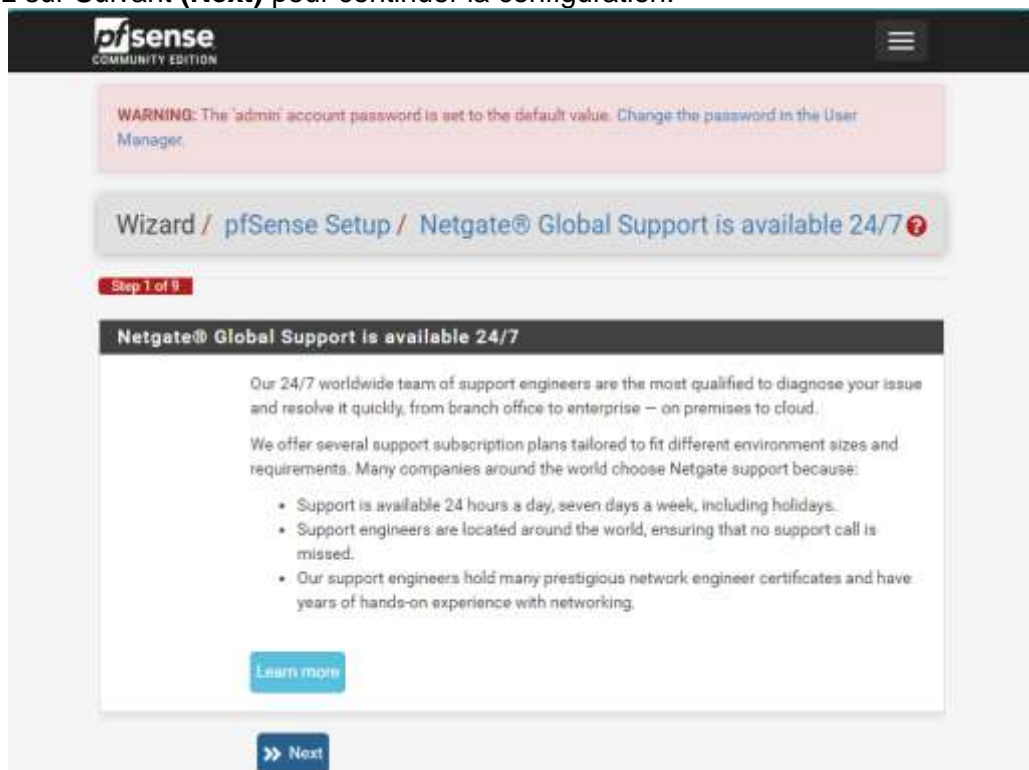 sur Suivant (Next) pour continuer la configuration.
pfsense
COMMUNITY EDITION
WARNING: The 'admin' account password is set to the default value. Change the password in the User
Manager.
Wizard / pfSense Setup / Netgate® Global Support is available 24/7
Step 1 of 9
Netgate® Global Support is available 24/7
Our 24/7 worldwide team of support engineers are the most qualified to diagnose your issue
and resolve it quickly, from branch office to enterprise — on premises to cloud.
We offer several support subscription plans tailored to fit different environment sizes and
requirements. Many companies around the world choose Netgate support because:
• Support is available 24 hours a day, seven days a week, including holidays.
• Support engineers are located around the world, ensuring that no support call is
missed.
• Our support engineers hold many prestigious network engineer certificates and have
years of hands-on experience with networking.
Learn more
Next